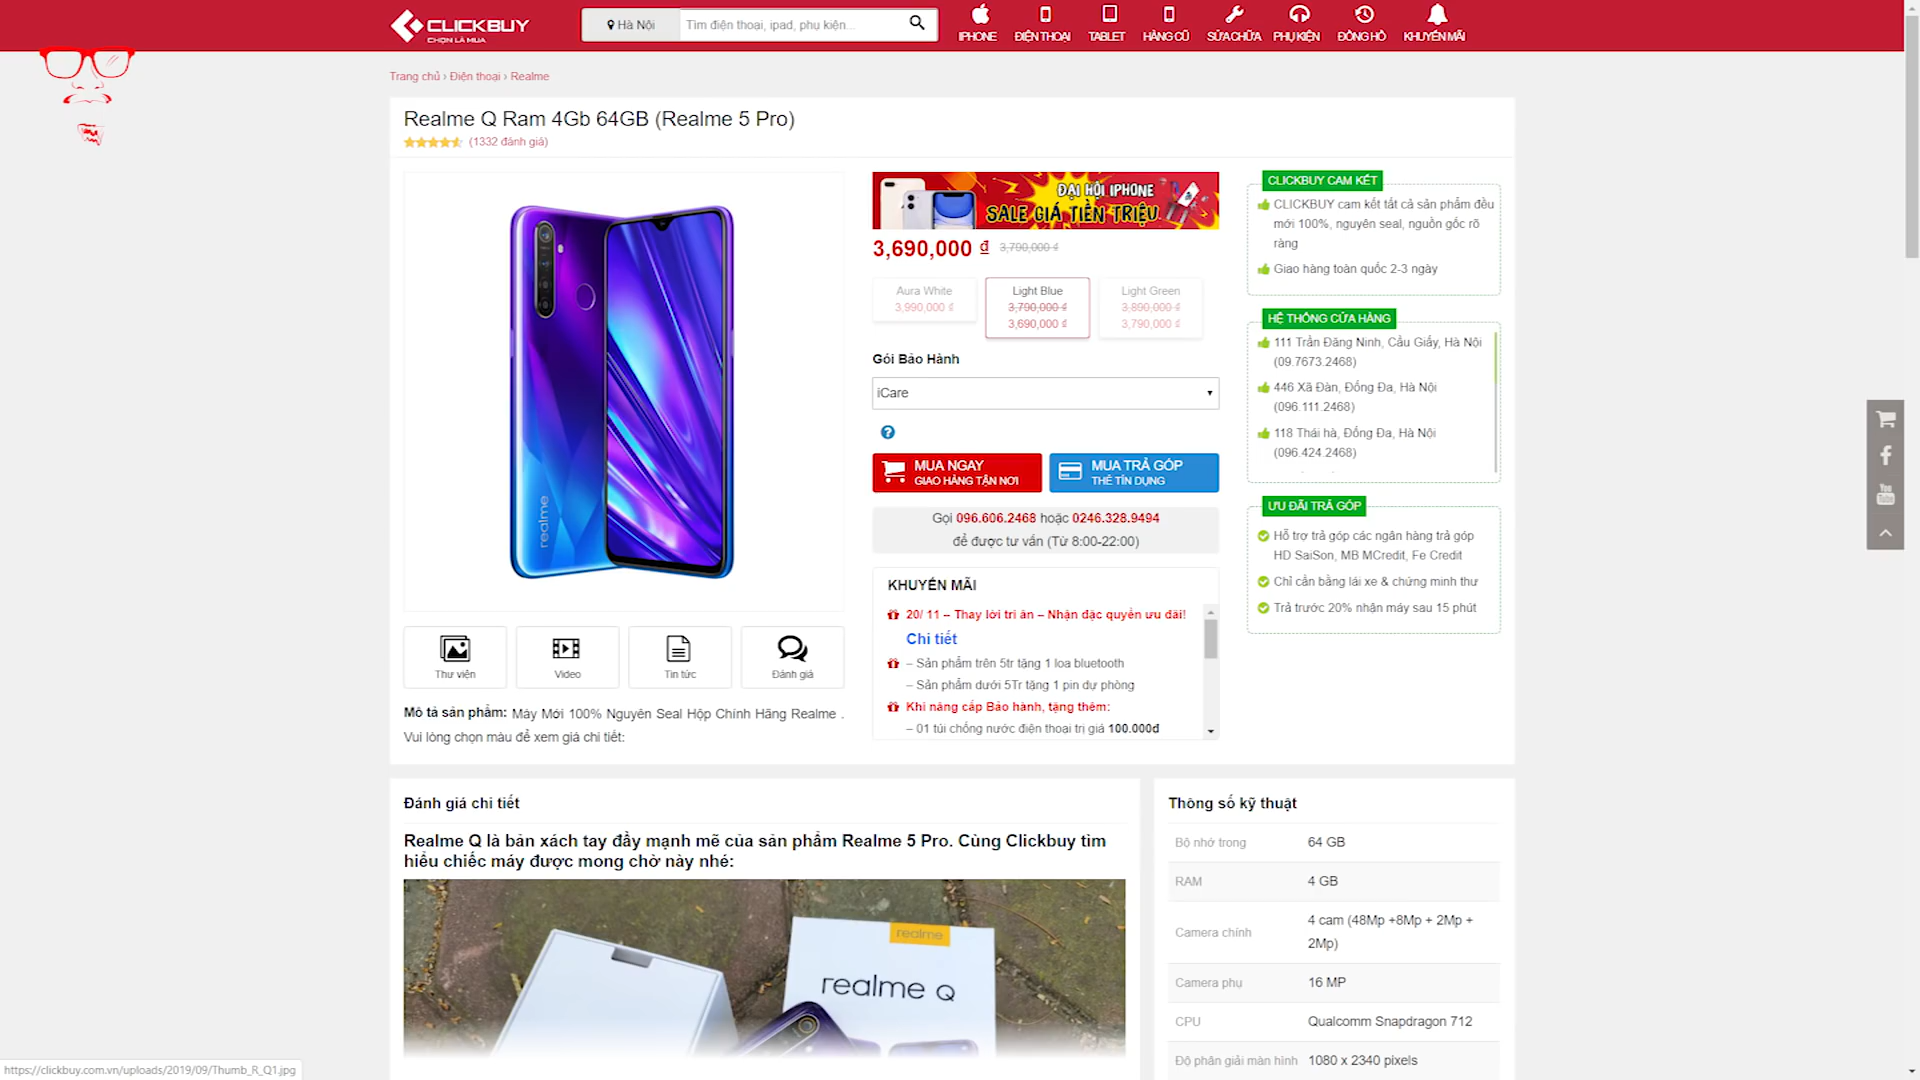 CLICKBUY
CHỌN LÀ MUA
Hà Nội
Tìm điện thoại, ipad, phụ kiện...
IPHONE
ĐIỆN THOẠI
TABLET
HÀNG CŨ
SỬA CHỮA
PHỤ KIỆN
ĐỒNG HỒ
KHUYẾN MÃI
Trang chủ › Điện thoại › Realme
Realme Q Ram 4Gb 64GB (Realme 5 Pro)
(1332 đánh giá)
realme
ĐẠI HỘI IPHONE
SALE GIÁ TIỀN TRIỆU
3,690,000 ₫ 3,790,000 ₫
Aura White
3,990,000 ₫
Light Blue
3,790,000 ₫
3,690,000 ₫
Light Green
3,890,000 ₫
3,790,000 ₫
Gói Bảo Hành
iCare
MUA NGAY
GIAO HÀNG TẬN NƠI
MUA TRẢ GÓP
THẺ TÍN DỤNG
Gọi 096.606.2468 hoặc 0246.328.9494
để được tư vấn (Từ 8:00-22:00)
KHUYẾN MÃI
20/ 11 – Thay lời tri ân – Nhận đặc quyền ưu đãi!
Chi tiết
– Sản phẩm trên 5tr tặng 1 loa bluetooth
– Sản phẩm dưới 5Tr tặng 1 pin dự phòng
Khi nâng cấp Bảo hành, tặng thêm:
– 01 túi chống nước điện thoại trị giá 100.000đ
CLICKBUY CAM KẾT
CLICKBUY cam kết tất cả sản phẩm đều
mới 100%, nguyên seal, nguồn gốc rõ
ràng
Giao hàng toàn quốc 2-3 ngày
HỆ THỐNG CỬA HÀNG
111 Trần Đăng Ninh, Cầu Giấy, Hà Nội
(09.7673.2468)
446 Xã Đàn, Đống Đa, Hà Nội
(096.111.2468)
118 Thái hà, Đống Đa, Hà Nội
(096.424.2468)
ƯU ĐÃI TRẢ GÓP
Hỗ trợ trả góp các ngân hàng trả góp
HD SaiSon, MB MCredit, Fe Credit
Chỉ cần bằng lái xe & chứng minh thư
Trả trước 20% nhận máy sau 15 phút
You
Tube
Thư viện
Video
Tin tức
Đánh giá
Mô tả sản phẩm: Máy Mới 100% Nguyên Seal Hộp Chính Hãng Realme .
Vui lòng chọn màu để xem giá chi tiết:
Đánh giá chi tiết
Realme Q là bản xách tay đầy mạnh mẽ của sản phẩm Realme 5 Pro. Cùng Clickbuy tìm
hiểu chiếc máy được mong chờ này nhé:
realme
realme Q
Thông số kỹ thuật
Bộ nhớ trong 64 GB
RAM 4 GB
Camera chính 4 cam (48Mp +8Mp + 2Mp +
2Mp)
Camera phụ 16 MP
CPU Qualcomm Snapdragon 712
Độ phân giải màn hình 1080 x 2340 pixels
https://clickbuy.com.vn/uploads/2019/09/Thumb_R_Q1.jpg